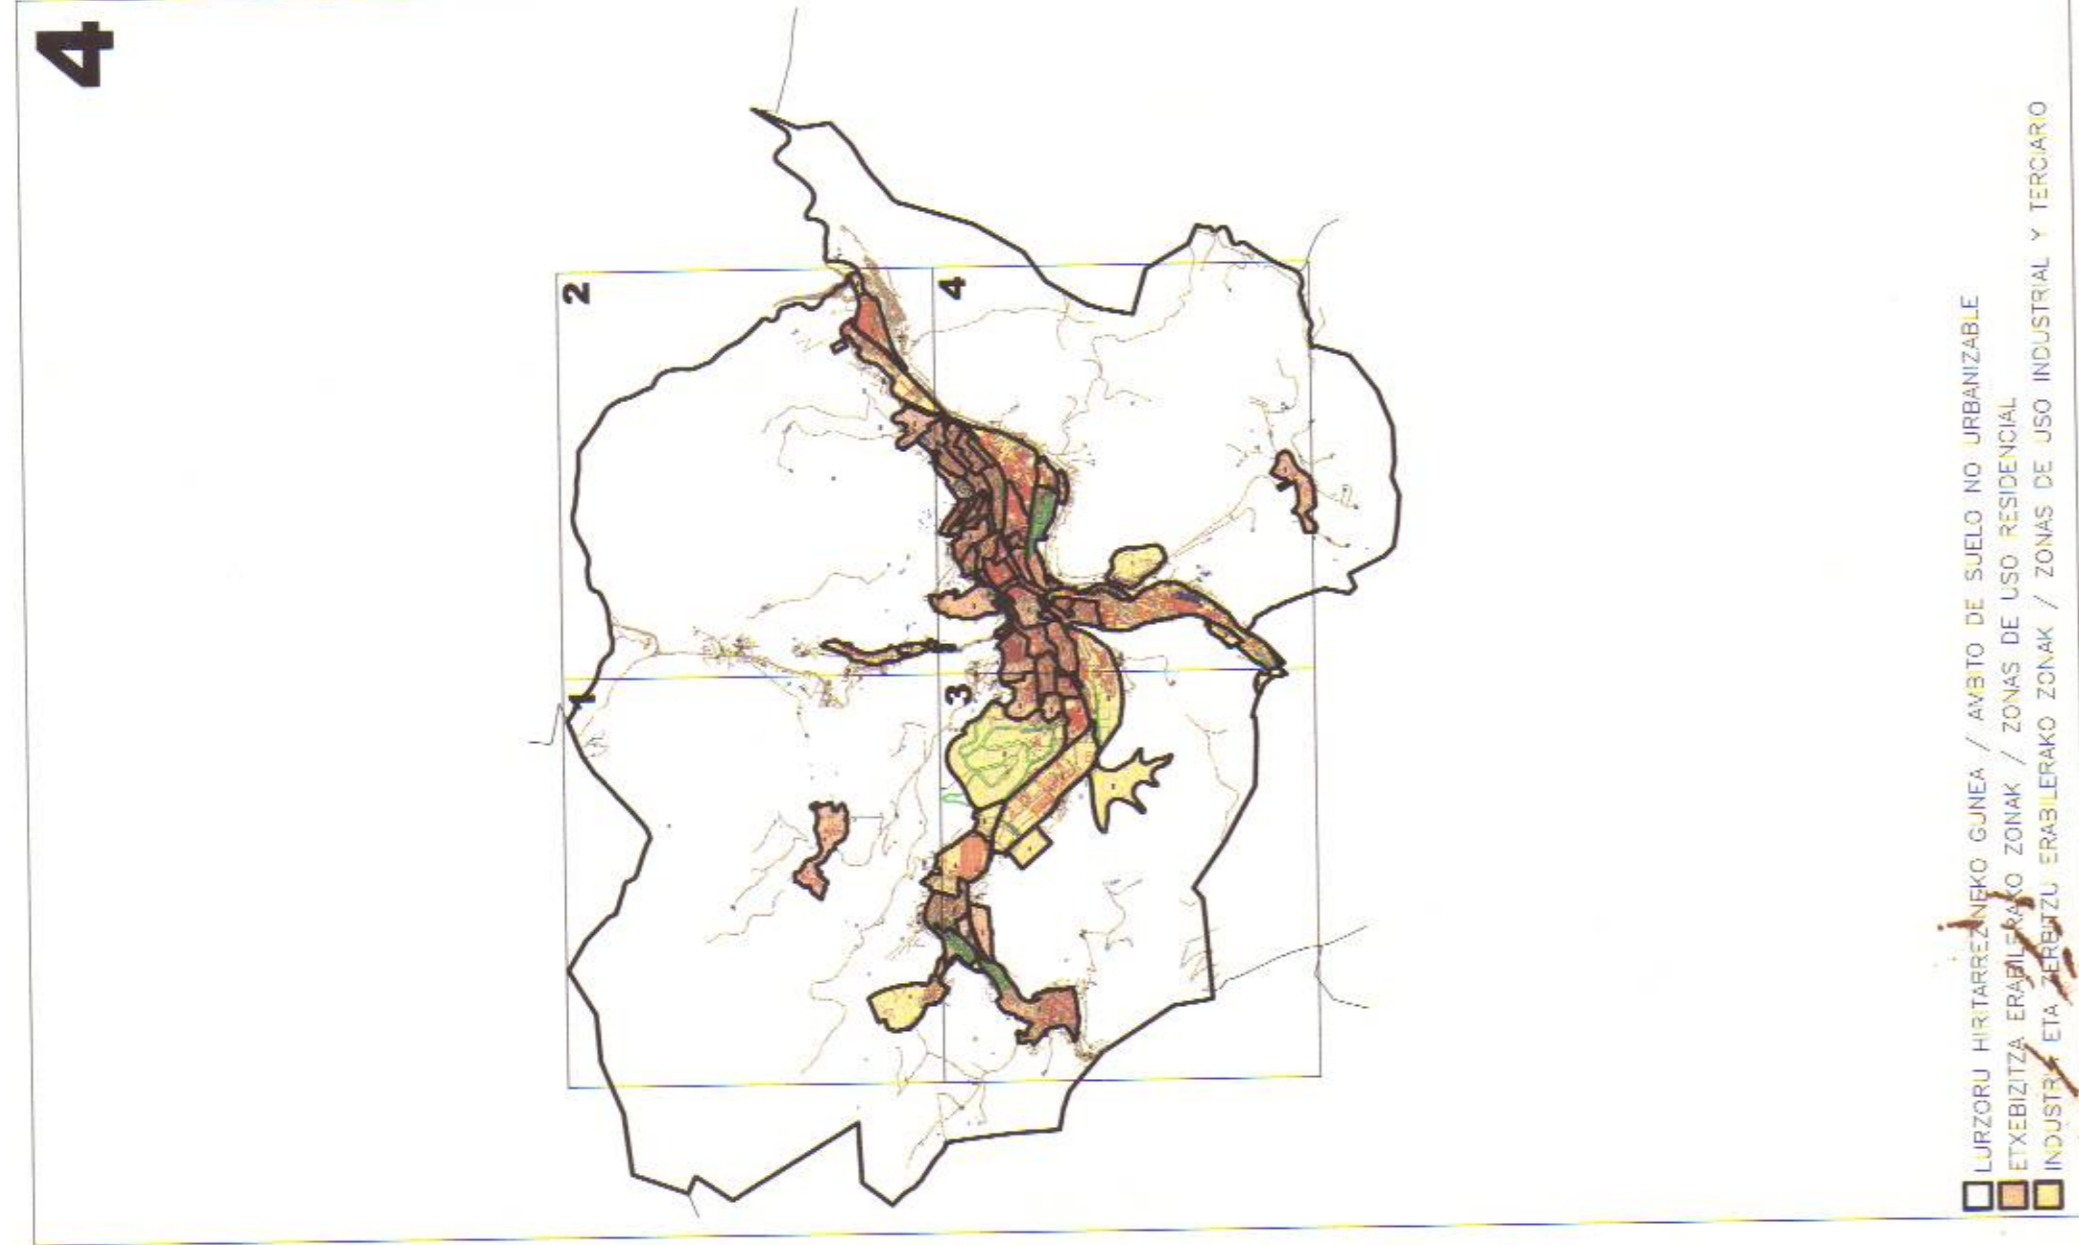 4
2
4
1
3
LURZORU HIRITARREZINEKO GUNEA / AMBITO DE SUELO NO URBANIZABLE
ETXEBIZITZA ERABILERAKO ZONAK / ZONAS DE USO RESIDENCIAL
INDUSTRI ETA ZERBITZU ERABILERAKO ZONAK / ZONAS DE USO INDUSTRIAL Y TERCIARIO